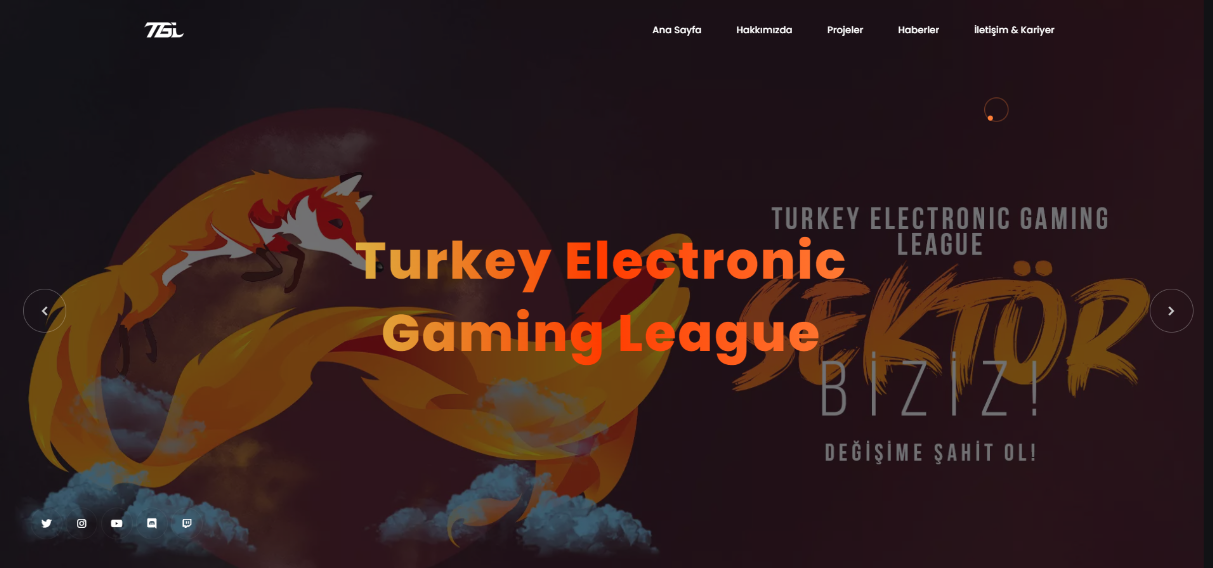 TGL
Ana Sayfa Hakkımızda Projeler Haberler İletişim & Kariyer
TURKEY ELECTRONIC GAMING
LEAGUE
Turkey Electronic
Gaming League
SEKTÖR
BİZİZ!
DEĞİŞİME ŞAHİT OL!